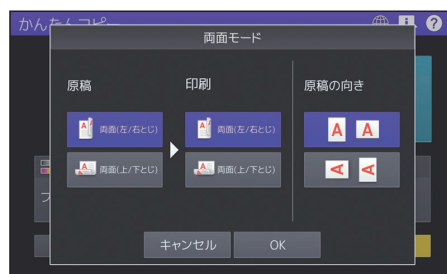 かんたんコピー
両面モード
原稿
印刷
原稿の向き
両面(左/右とじ)
両面(左/右とじ)
A A
両面(上/下とじ)
両面(上/下とじ)
A A
キャンセル
OK